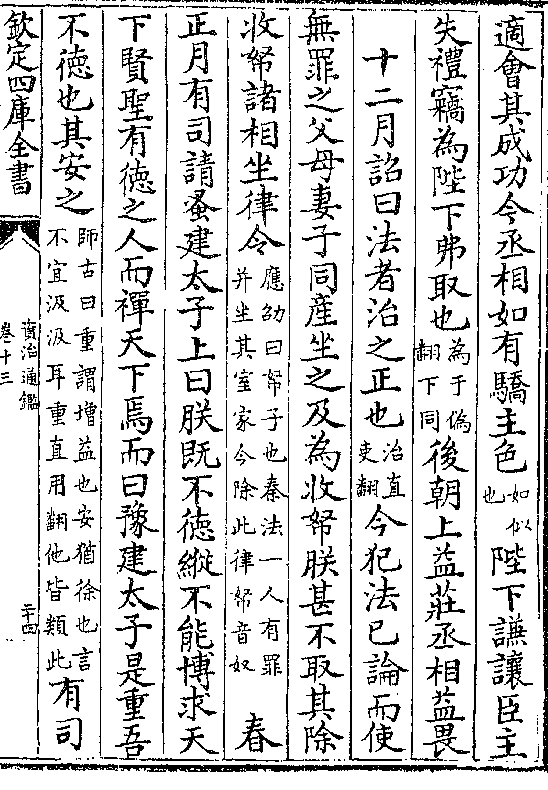 適會其成功今丞相如有驕主色如似也陛下謙讓臣主
失禮竊為陛下弗取也為于偽翻下同後朝上益莊丞相益畏
十二月詔曰法者治之正也治直吏翻今犯法已論而使
無罪之父母妻子同産坐之及為收帑朕甚不取其除
收帑諸相坐律令應劭曰帑子也秦法一人有罪并坐其室家今除此律帑音奴春
正月有司請蚤建太子上曰朕既不徳縱不能博求天
下賢聖有徳之人而禪天下焉而曰豫建太子是重吾
不徳也其安之師古曰重謂增益也安猶徐也言不宜汲汲耳重直用翻他皆類此有司
欽定四庫全書
資治通鑑
卷十三
二十四